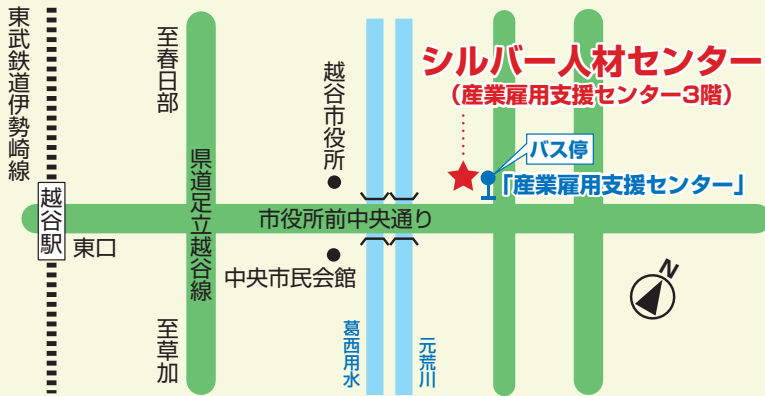 東武鉄道伊勢崎線
越谷駅
東口
至春日部
県道足立越谷線
至草加
越谷市役所
市役所前中央通り
中央市民会館
葛西用水
元荒川
シルバー人材センター
(産業雇用支援センター3階)
バス停
「産業雇用支援センター」
N